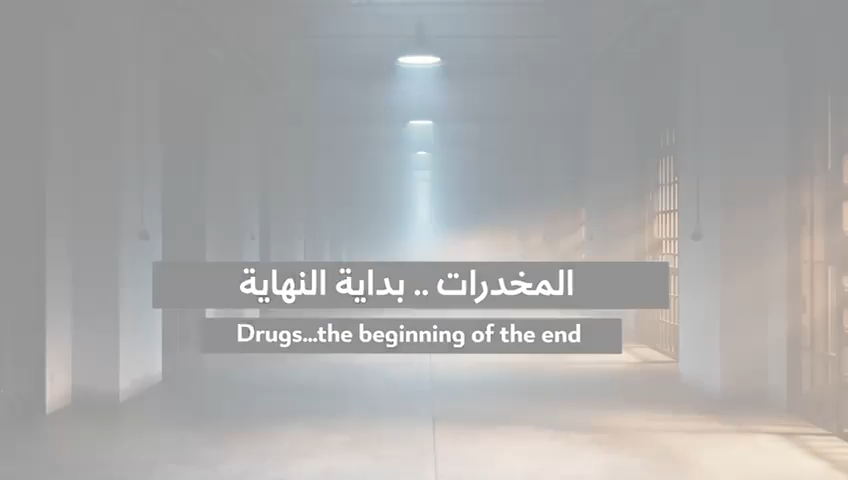 المخدرات .. بداية النهاية
Drugs...the beginning of the end